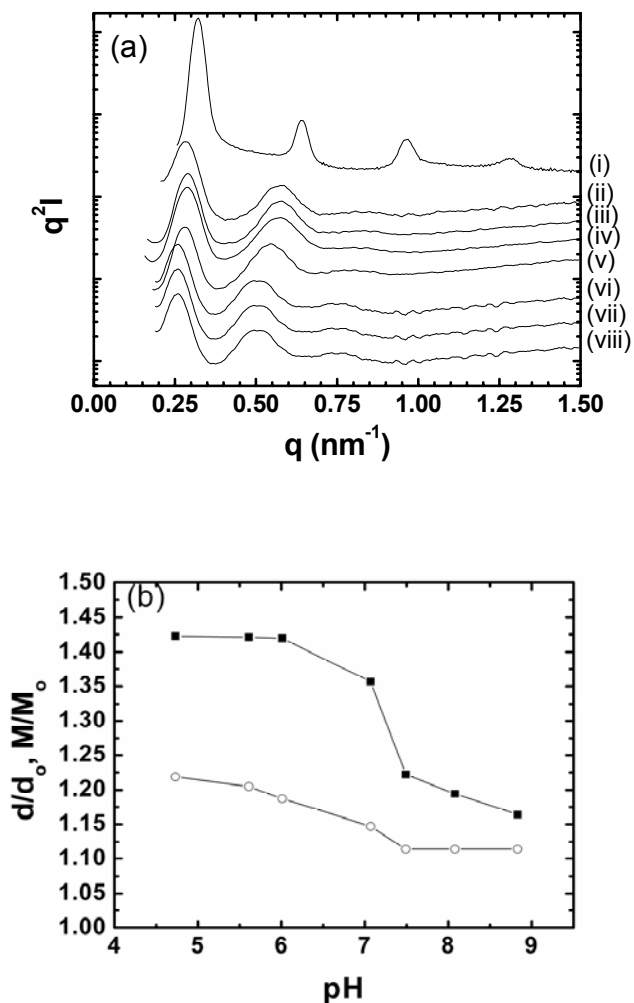 (a)
q²I
(i)
(ii)
(iii)
(iv)
(v)
(vi)
(vii)
(viii)
0.00 0.25 0.50 0.75 1.00 1.25 1.50
q (nm⁻¹)
(b)
1.50
1.45
1.40
1.35
1.30
1.25
1.20
1.15
1.10
1.05
1.00
d/dₒ, M/Mₒ
4 5 6 7 8 9
pH